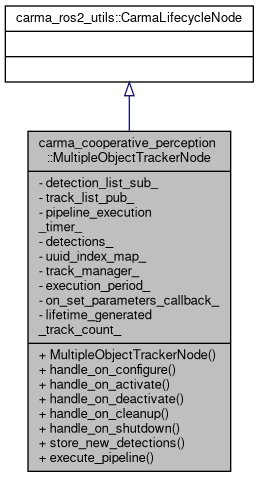 carma_ros2_utils::CarmaLifecycleNode
carma_cooperative_perception
::MultipleObjectTrackerNode
- detection_list_sub_
- track_list_pub_
- pipeline_execution
_timer_
- detections_
- uuid_index_map_
- track_manager_
- execution_period_
- on_set_parameters_callback_
- lifetime_generated
_track_count_
+ MultipleObjectTrackerNode()
+ handle_on_configure()
+ handle_on_activate()
+ handle_on_deactivate()
+ handle_on_cleanup()
+ handle_on_shutdown()
+ store_new_detections()
+ execute_pipeline()